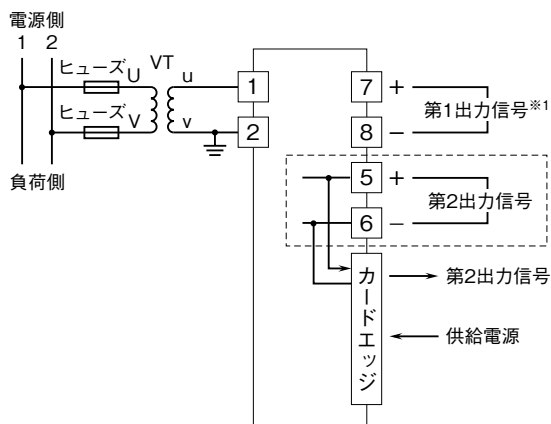 電源側
1 2
ヒューズ U VT u
ヒューズ V v
負荷側
1
2
7 +
8 −
第1出力信号※1
5 +
6 −
第2出力信号
カードエッジ
第2出力信号
供給電源